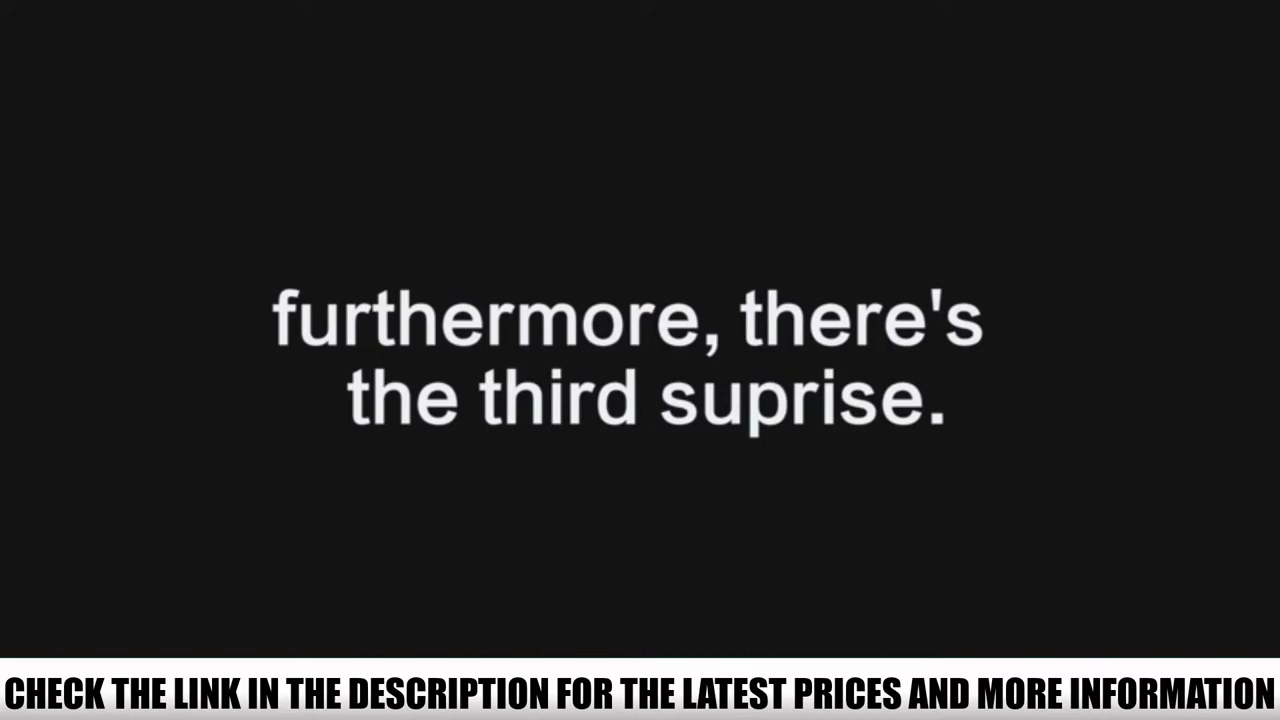 furthermore, there's
the third suprise.
CHECK THE LINK IN THE DESCRIPTION FOR THE LATEST PRICES AND MORE INFORMATION